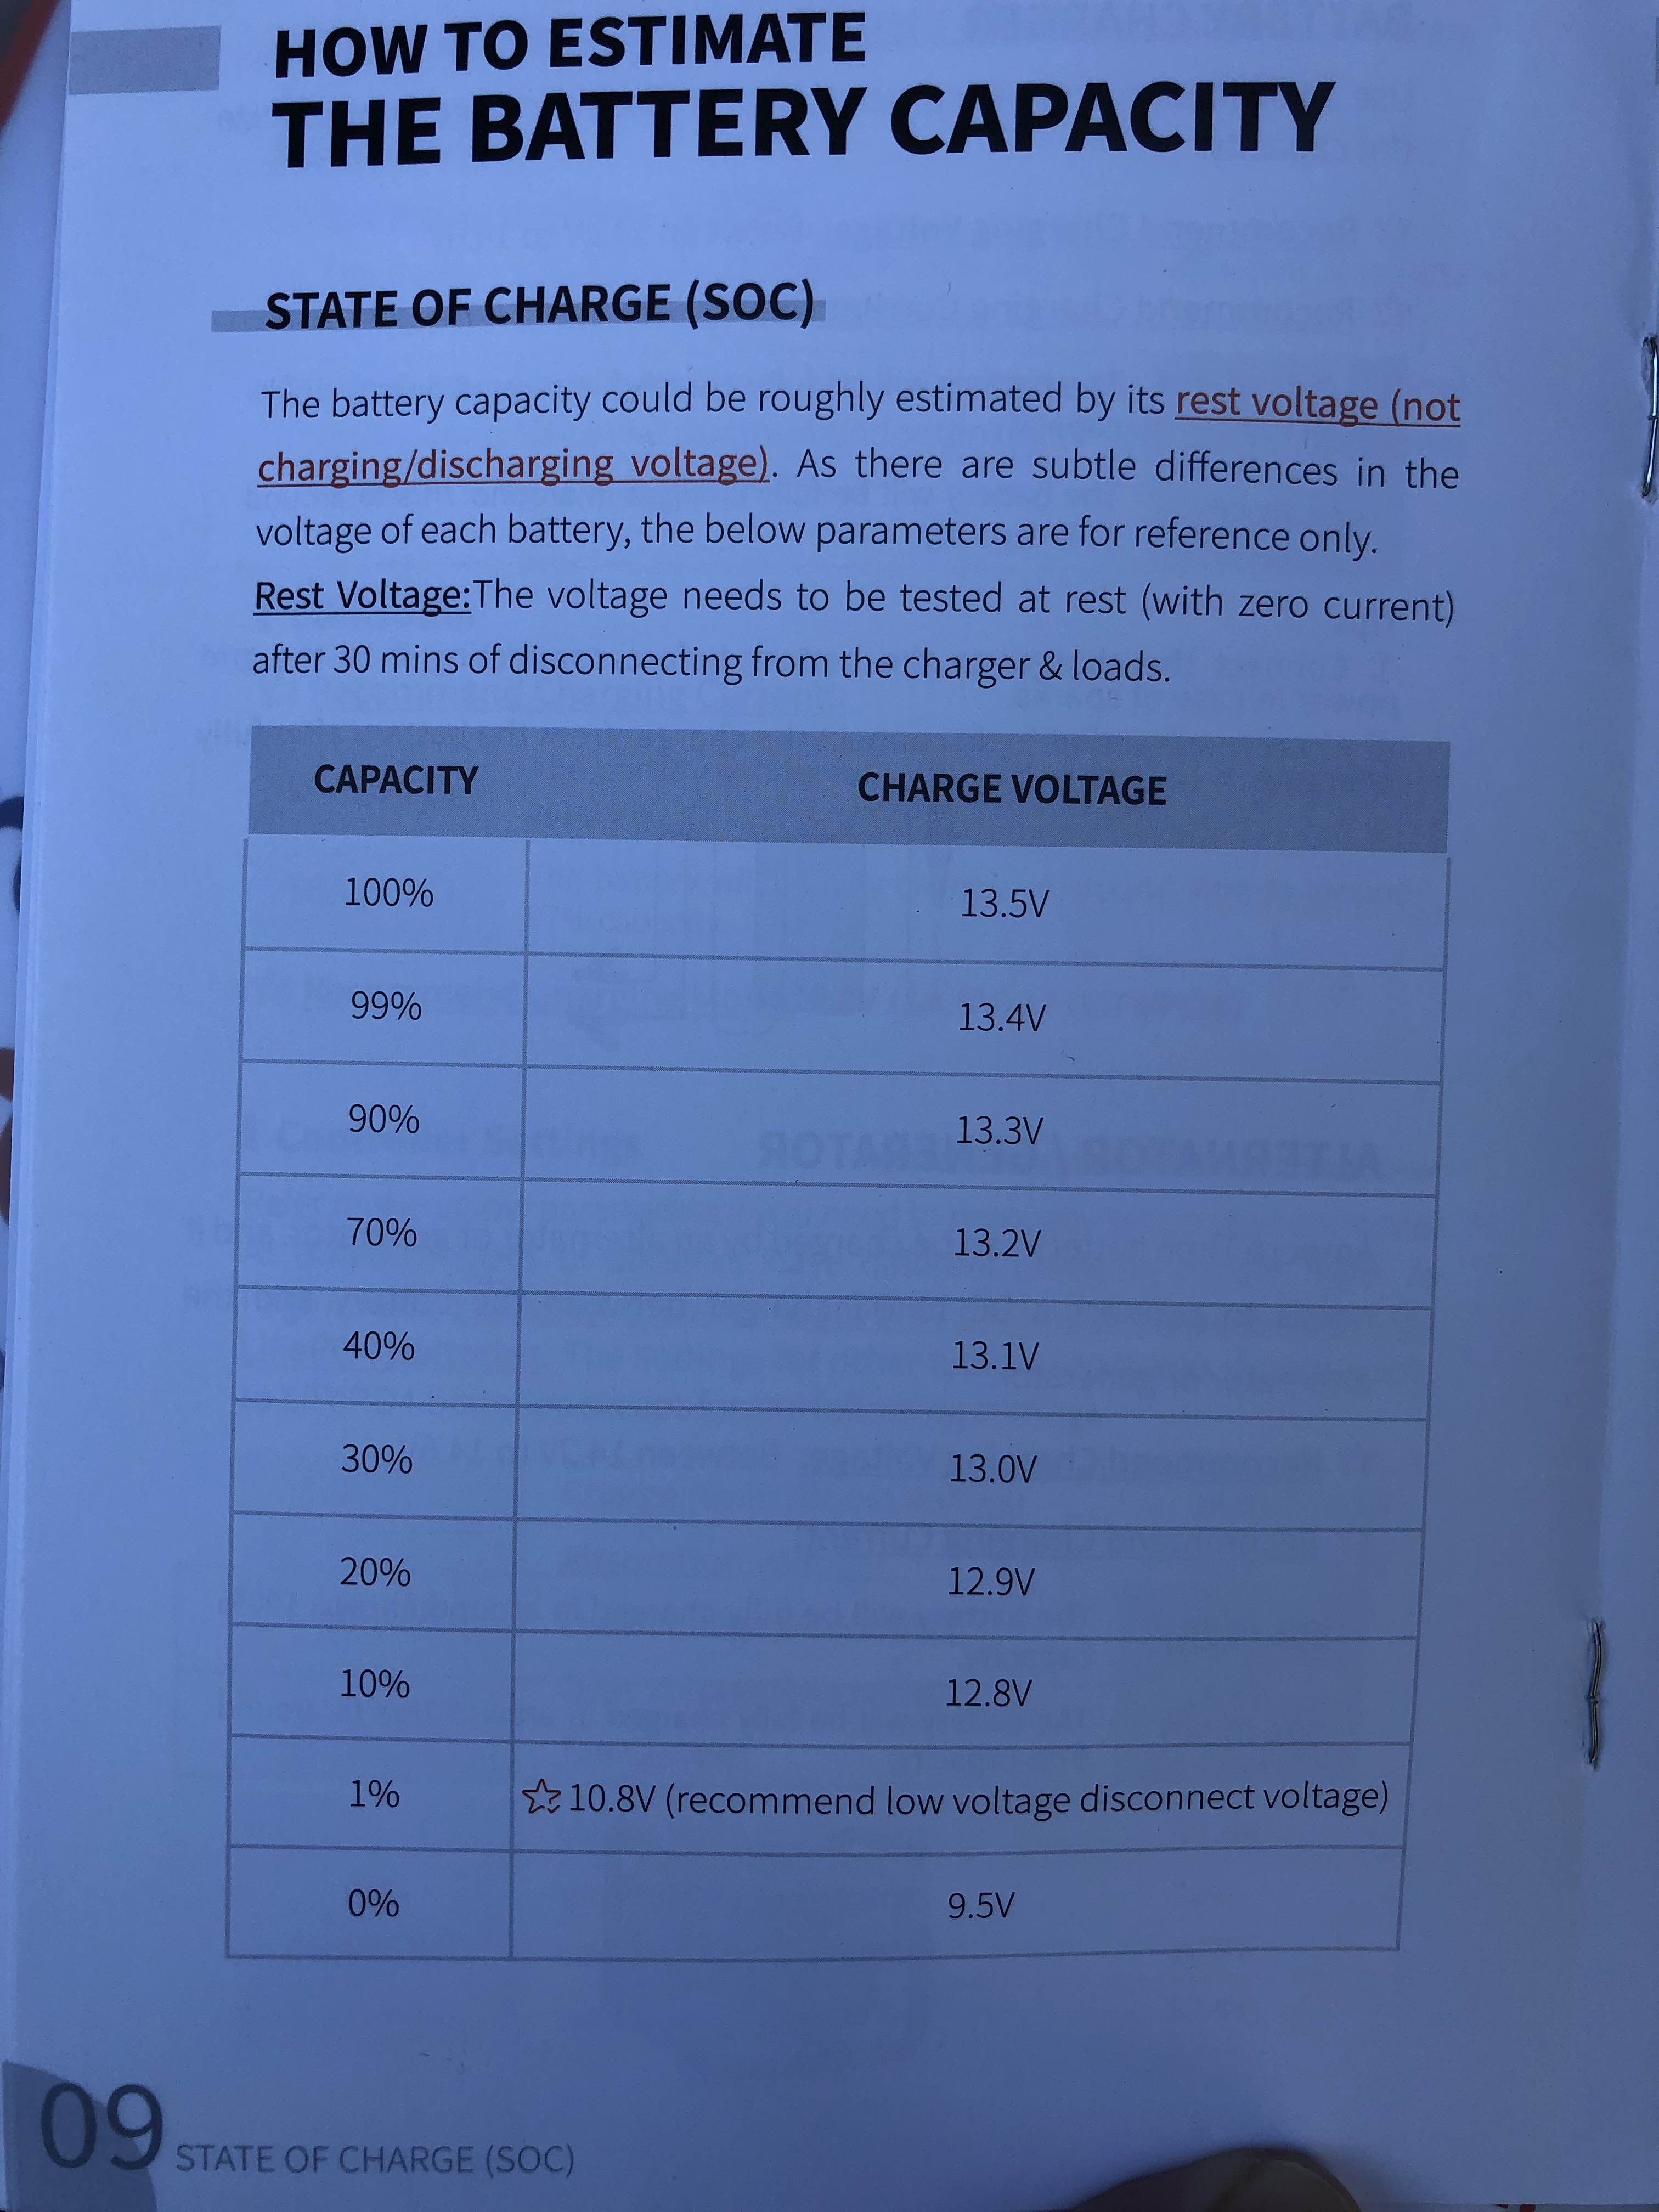 HOW TO ESTIMATE
THE BATTERY CAPACITY
STATE OF CHARGE (SOC)
The battery capacity could be roughly estimated by its rest voltage (not
charging/discharging voltage). As there are subtle differences in the
voltage of each battery, the below parameters are for reference only.
Rest Voltage:The voltage needs to be tested at rest (with zero current)
after 30 mins of disconnecting from the charger & loads.
CAPACITY CHARGE VOLTAGE
100% 13.5V
99% 13.4V
90% 13.3V
70% 13.2V
40% 13.1V
30% 13.0V
20% 12.9V
10% 12.8V
1% ☆ 10.8V (recommend low voltage disconnect voltage)
0% 9.5V
09 STATE OF CHARGE (SOC)